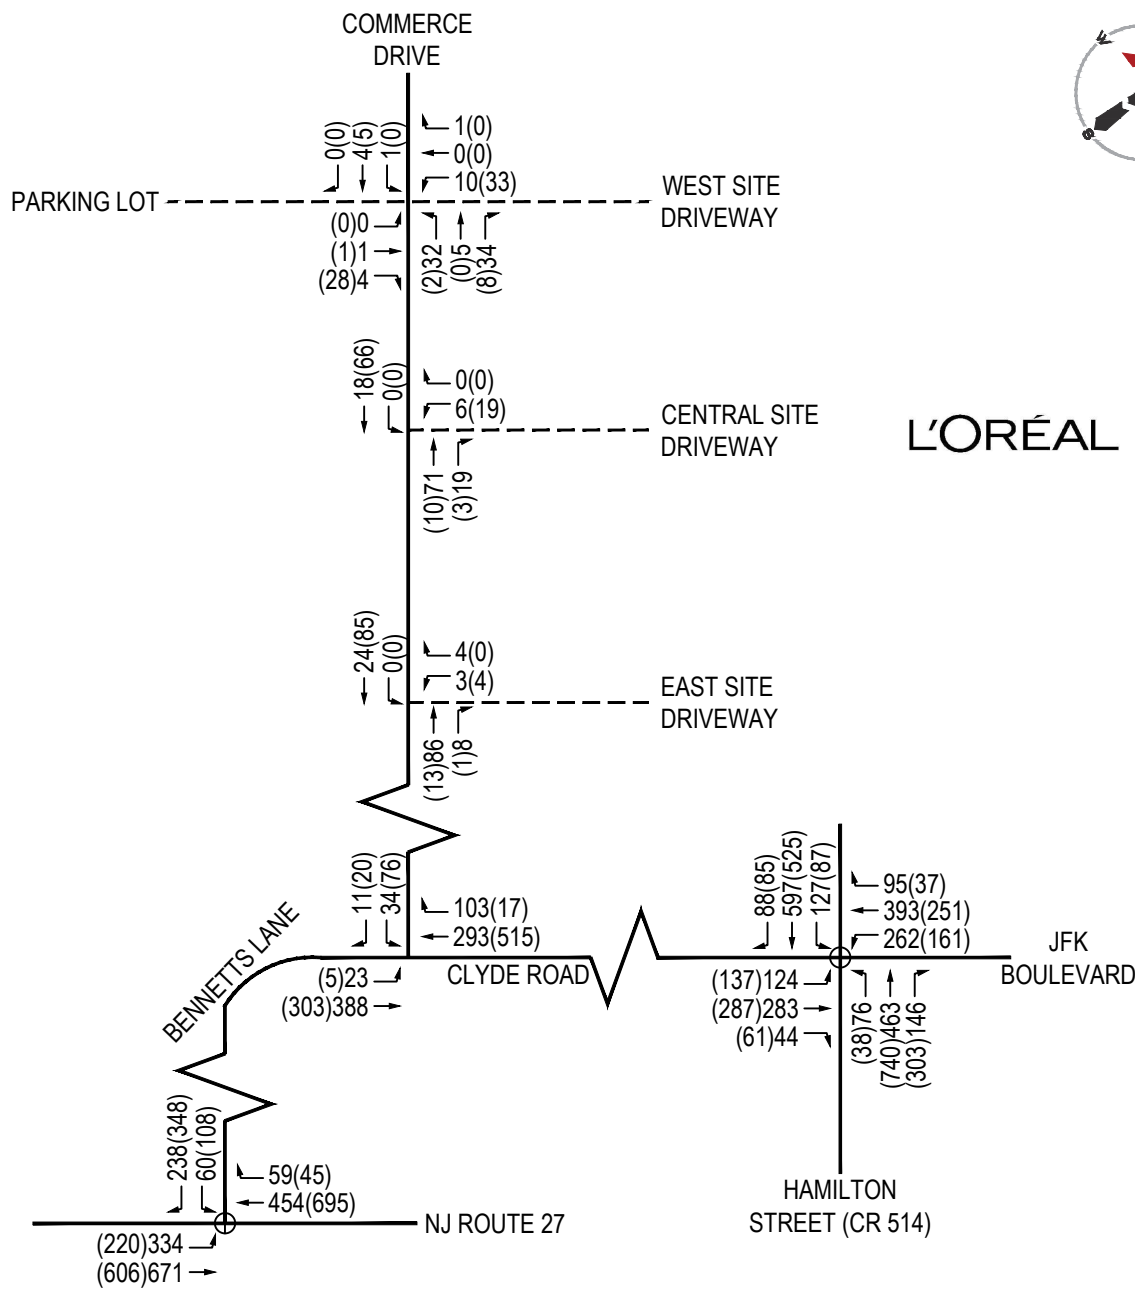 COMMERCE
DRIVE
0(0)
4(5)
1(0)
1(0)
0(0)
10(33)
PARKING LOT
WEST SITE
DRIVEWAY
(0)0
(1)1
(28)4
(2)32
(0)5
(8)34
18(66)
0(0)
0(0)
6(19)
CENTRAL SITE
DRIVEWAY
L'ORÉAL
(10)71
(3)19
24(85)
0(0)
4(0)
3(4)
EAST SITE
DRIVEWAY
(13)86
(1)8
11(20)
34(76)
103(17)
293(515)
BENNETTS LANE
(5)23
(303)388
CLYDE ROAD
88(85)
597(525)
127(87)
95(37)
393(251)
262(161)
JFK
BOULEVARD
(137)124
(287)283
(61)44
(38)76
(740)463
(303)146
HAMILTON
STREET (CR 514)
238(348)
60(108)
59(45)
454(695)
NJ ROUTE 27
(220)334
(606)671
S